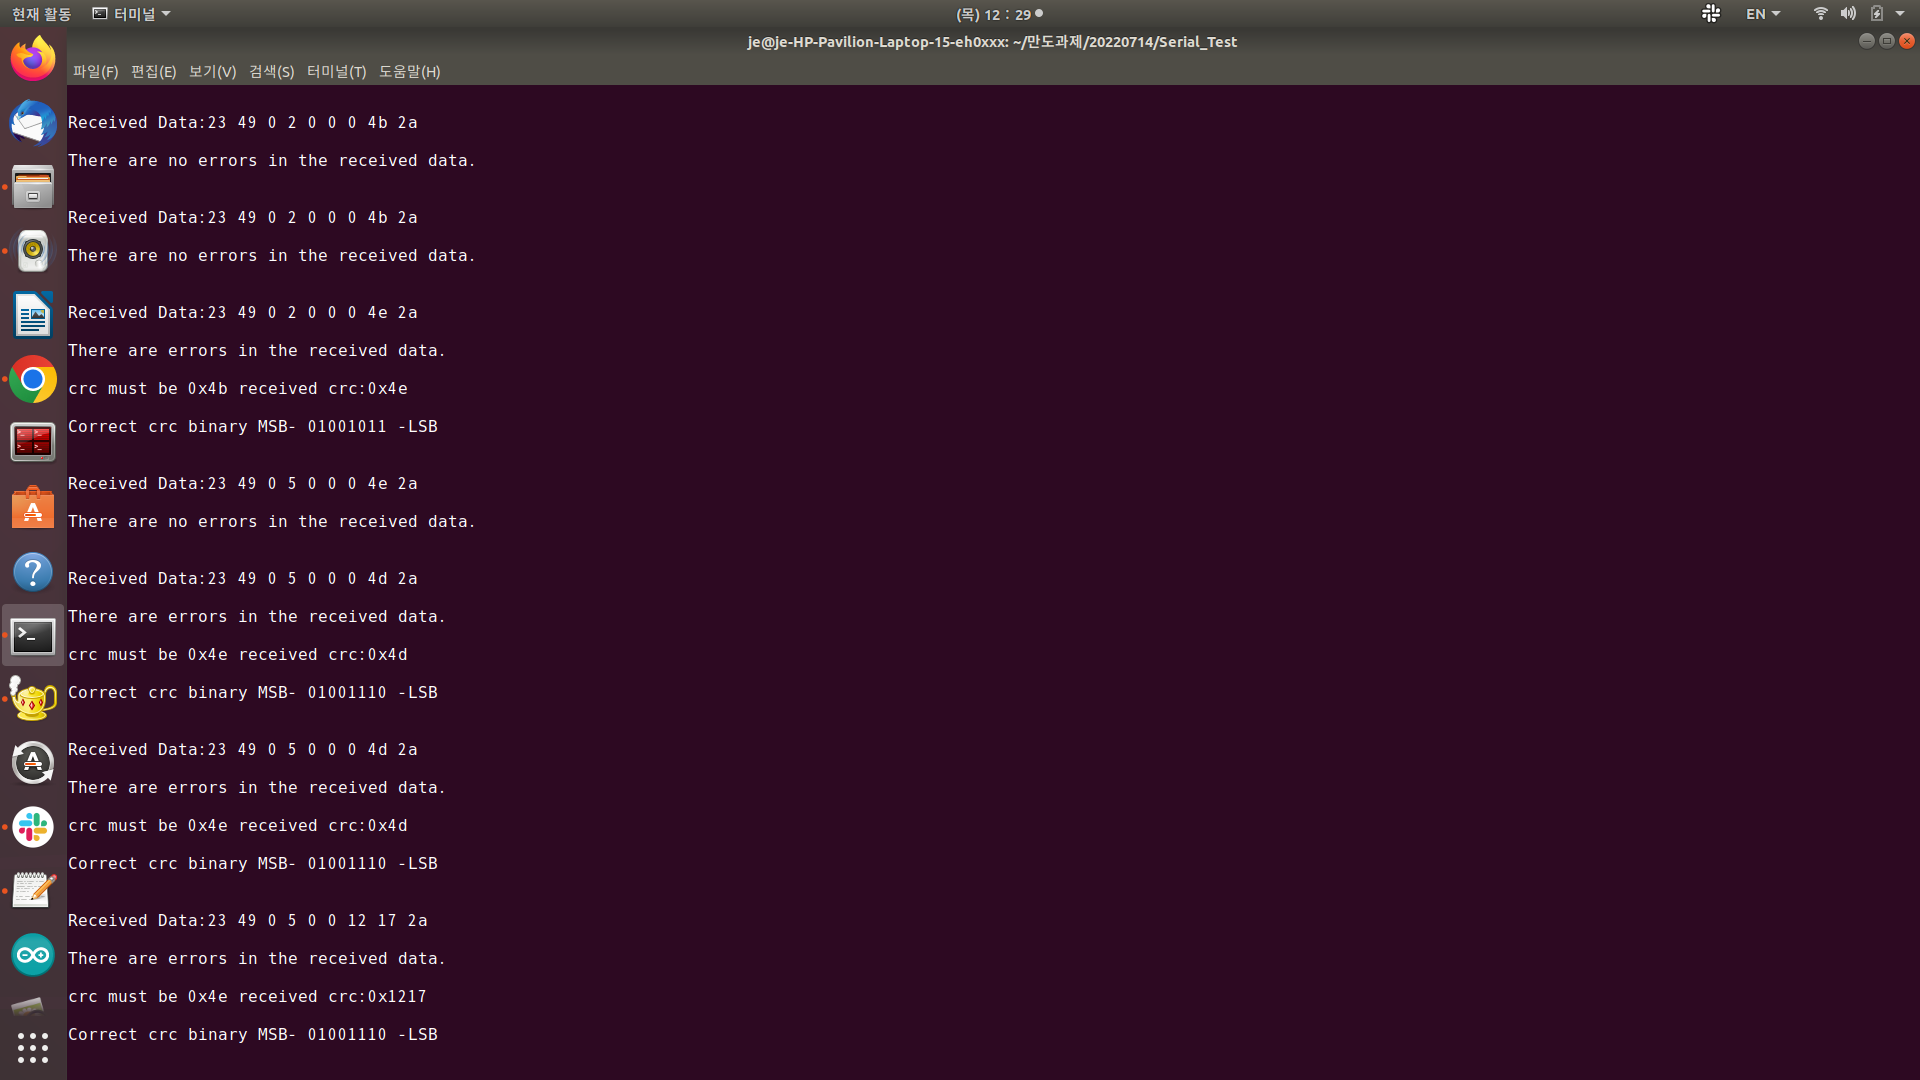 현재 활동 터미널 (목) 12 : 29 EN
je@je-HP-Pavilion-Laptop-15-eh0xxx: ~/만도과제/20220714/Serial_Test
파일(F) 편집(E) 보기(V) 검색(S) 터미널(T) 도움말(H)
Received Data:23 49 0 2 0 0 0 4b 2a
There are no errors in the received data.
Received Data:23 49 0 2 0 0 0 4b 2a
There are no errors in the received data.
Received Data:23 49 0 2 0 0 0 4e 2a
There are errors in the received data.
crc must be 0x4b received crc:0x4e
Correct crc binary MSB- 01001011 -LSB
Received Data:23 49 0 5 0 0 0 4e 2a
There are no errors in the received data.
Received Data:23 49 0 5 0 0 0 4d 2a
There are errors in the received data.
crc must be 0x4e received crc:0x4d
Correct crc binary MSB- 01001110 -LSB
Received Data:23 49 0 5 0 0 0 4d 2a
There are errors in the received data.
crc must be 0x4e received crc:0x4d
Correct crc binary MSB- 01001110 -LSB
Received Data:23 49 0 5 0 0 12 17 2a
There are errors in the received data.
crc must be 0x4e received crc:0x1217
Correct crc binary MSB- 01001110 -LSB